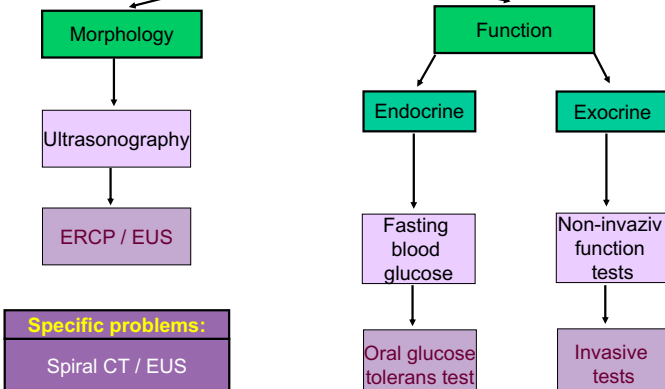 Morphology
Function
Ultrasonography
Endocrine
Exocrine
ERCP / EUS
Fasting
blood
glucose
Non-invaziv
function
tests
Specific problems:
Spiral CT / EUS
Oral glucose
tolerans test
Invasive
tests